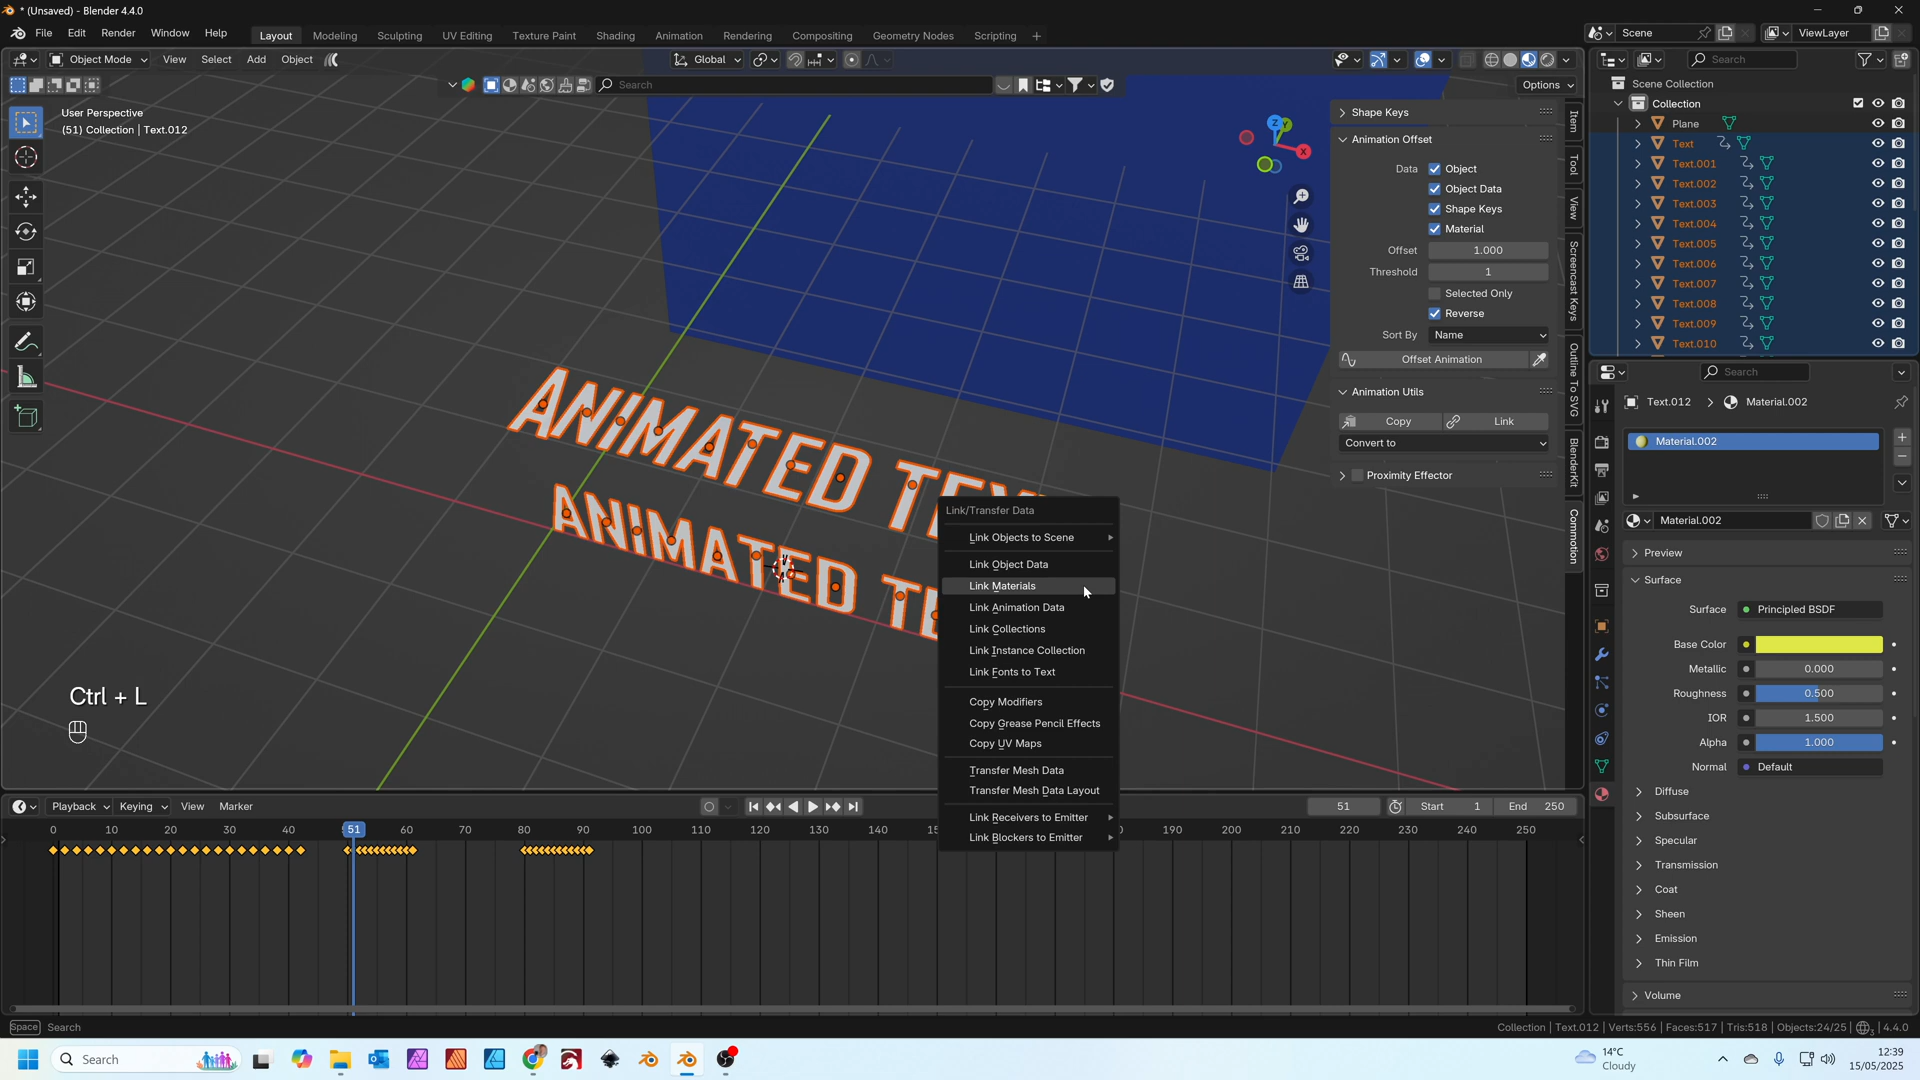 * (Unsaved) - Blender 4.4.0
File Edit Render Window Help
Layout Modeling Sculpting UV Editing Texture Paint Shading Animation Rendering Compositing Geometry Nodes Scripting +
Scene ViewLayer
Object Mode View Select Add Object Global
Search
Options
User Perspective
(51) Collection | Text.012
Z Y X
Shape Keys
Animation Offset
Data Object
Object Data
Shape Keys
Material
Offset 1.000
Threshold 1
Selected Only
Reverse
Sort By Name
Offset Animation
Animation Utils
Copy Link
Convert to
Proximity Effector
Item
Tool
View
Screencast Keys
Outline To SVG
BlenderKit
Commotion
ANIMATED TEX
ANIMATED TE
Link/Transfer Data
Link Objects to Scene
Link Object Data
Link Materials
Link Animation Data
Link Collections
Link Instance Collection
Link Fonts to Text
Copy Modifiers
Copy Grease Pencil Effects
Copy UV Maps
Transfer Mesh Data
Transfer Mesh Data Layout
Link Receivers to Emitter
Link Blockers to Emitter
Ctrl + L
Search
Scene Collection
Collection
Plane
Text
Text.001
Text.002
Text.003
Text.004
Text.005
Text.006
Text.007
Text.008
Text.009
Text.010
Search
Text.012 > Material.002
Material.002
Material.002
Preview
Surface
Surface Principled BSDF
Base Color
Metallic 0.000
Roughness 0.500
IOR 1.500
Alpha 1.000
Normal Default
Diffuse
Subsurface
Specular
Transmission
Coat
Sheen
Emission
Thin Film
Volume
Playback Keying View Marker
51 Start 1 End 250
0 10 20 30 40 51 60 70 80 90 100 110 120 130 140 15 190 200 210 220 230 240 250
Space Search
Collection | Text.012 | Verts:556 | Faces:517 | Tris:518 | Objects:24/25 | 4.4.0
Search
14°C
Cloudy
12:39
15/05/2025